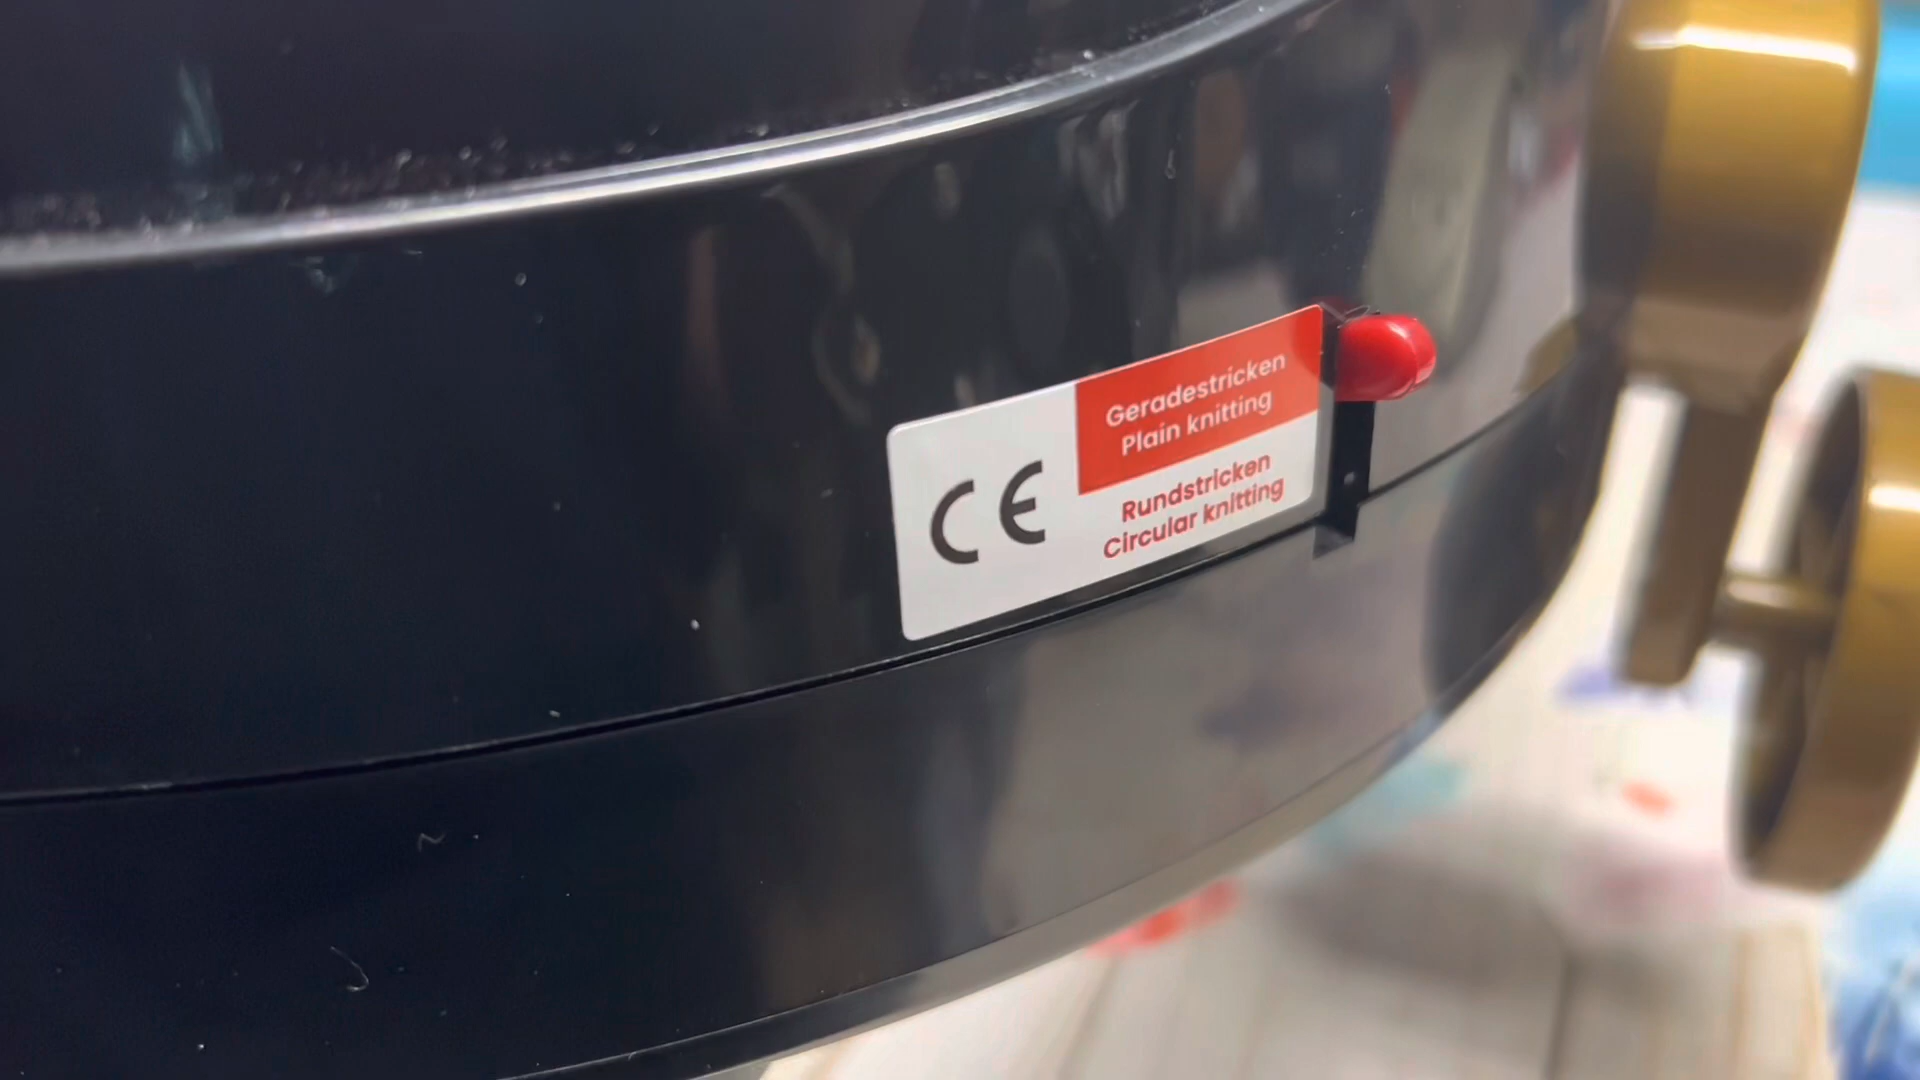 CE
Geradestricken
Plain knitting
Rundstricken
Circular knitting